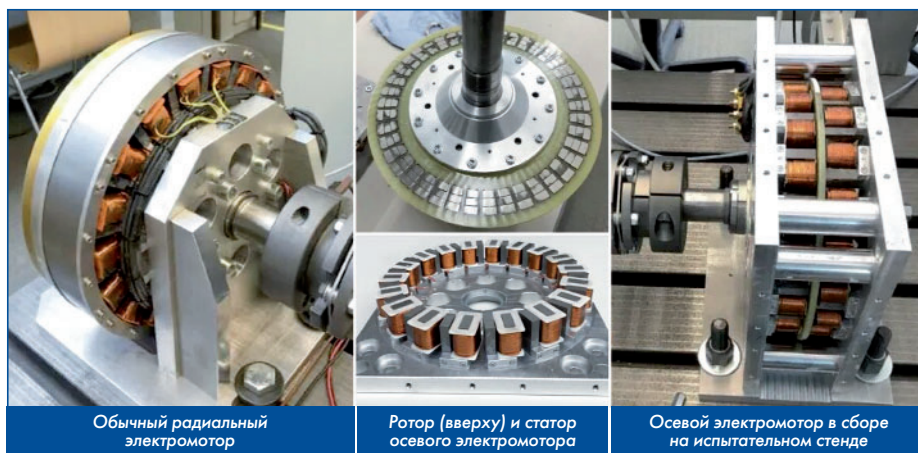 Обычный радиальный
электромотор
Ротор (вверху) и статор
осевого электромотора
Осевой электромотор в сборе
на испытательном стенде